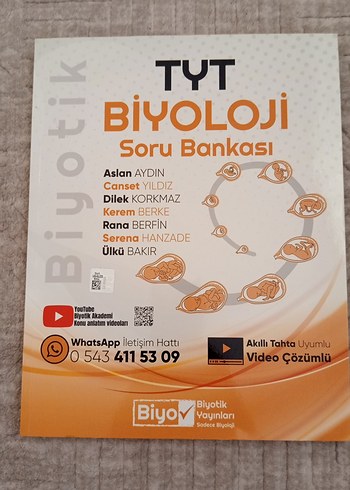 Biyotik
TYT
BİYOLOJİ
Soru Bankası
Aslan AYDIN
Canset YILDIZ
Dilek KORKMAZ
Kerem BERKE
Rana BERFİN
Serena HANZADE
Ülkü BAKIR
YouTube
Biyotik Akademi
Konu anlatım videoları
WhatsApp İletişim Hattı
0 543 411 53 09
Akıllı Tahta Uyumlu
Video Çözümlü
Biyo
Biyotik
Yayınları
Sadece Biyoloji